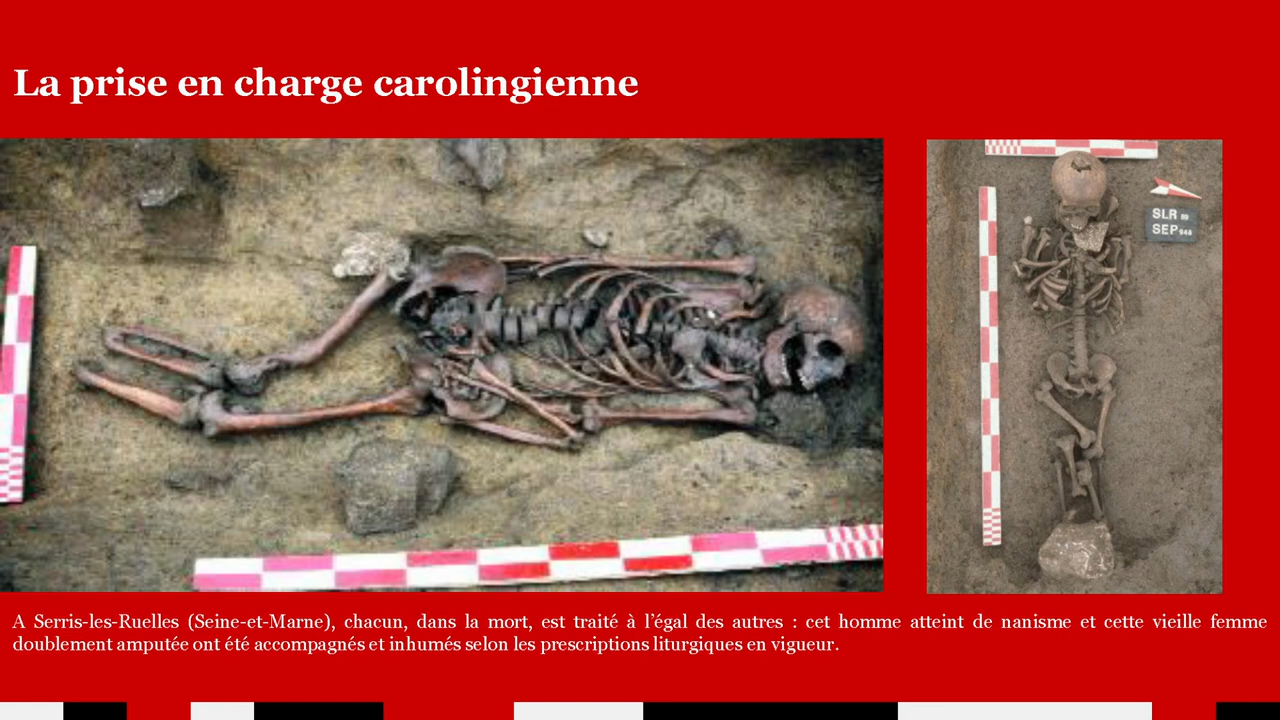 La prise en charge carolingienne
SLR
SEP
A Serris-les-Ruelles (Seine-et-Marne), chacun, dans la mort, est traité à l’égal des autres : cet homme atteint de nanisme et cette vieille femme
doublement amputée ont été accompagnés et inhumés selon les prescriptions liturgiques en vigueur.